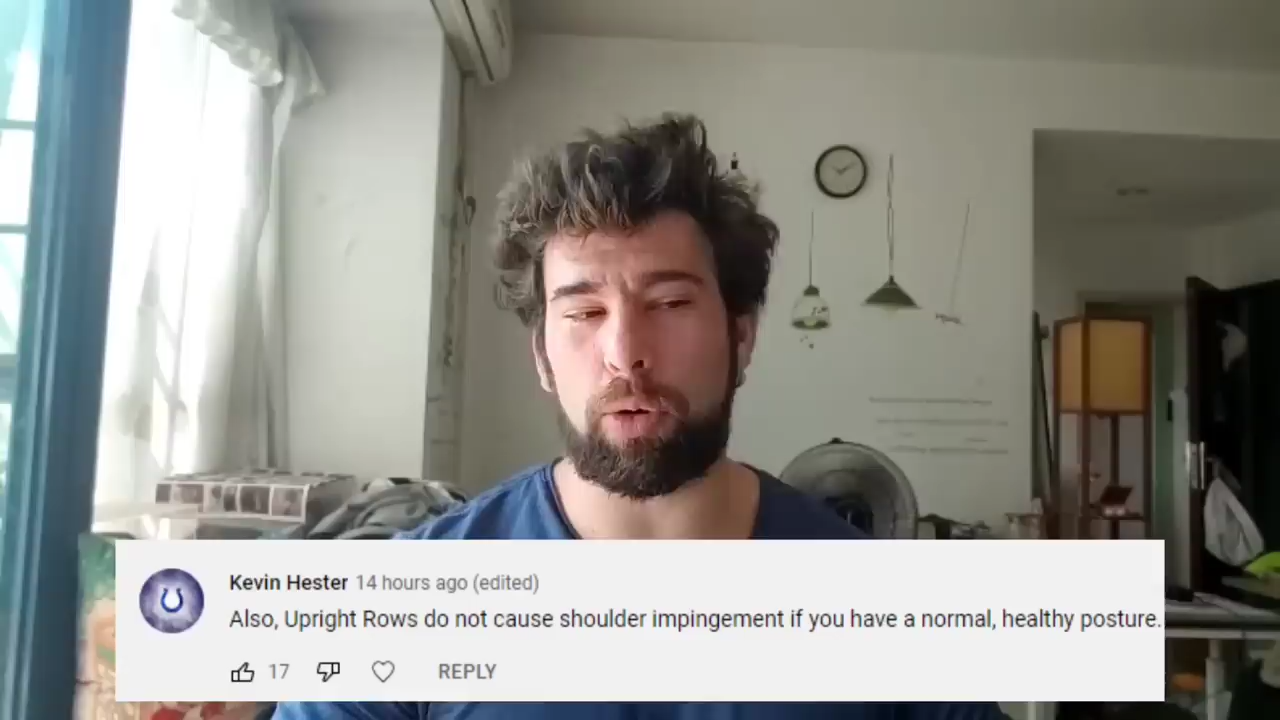 Kevin Hester 14 hours ago (edited)
Also, Upright Rows do not cause shoulder impingement if you have a normal, healthy posture.
17 REPLY